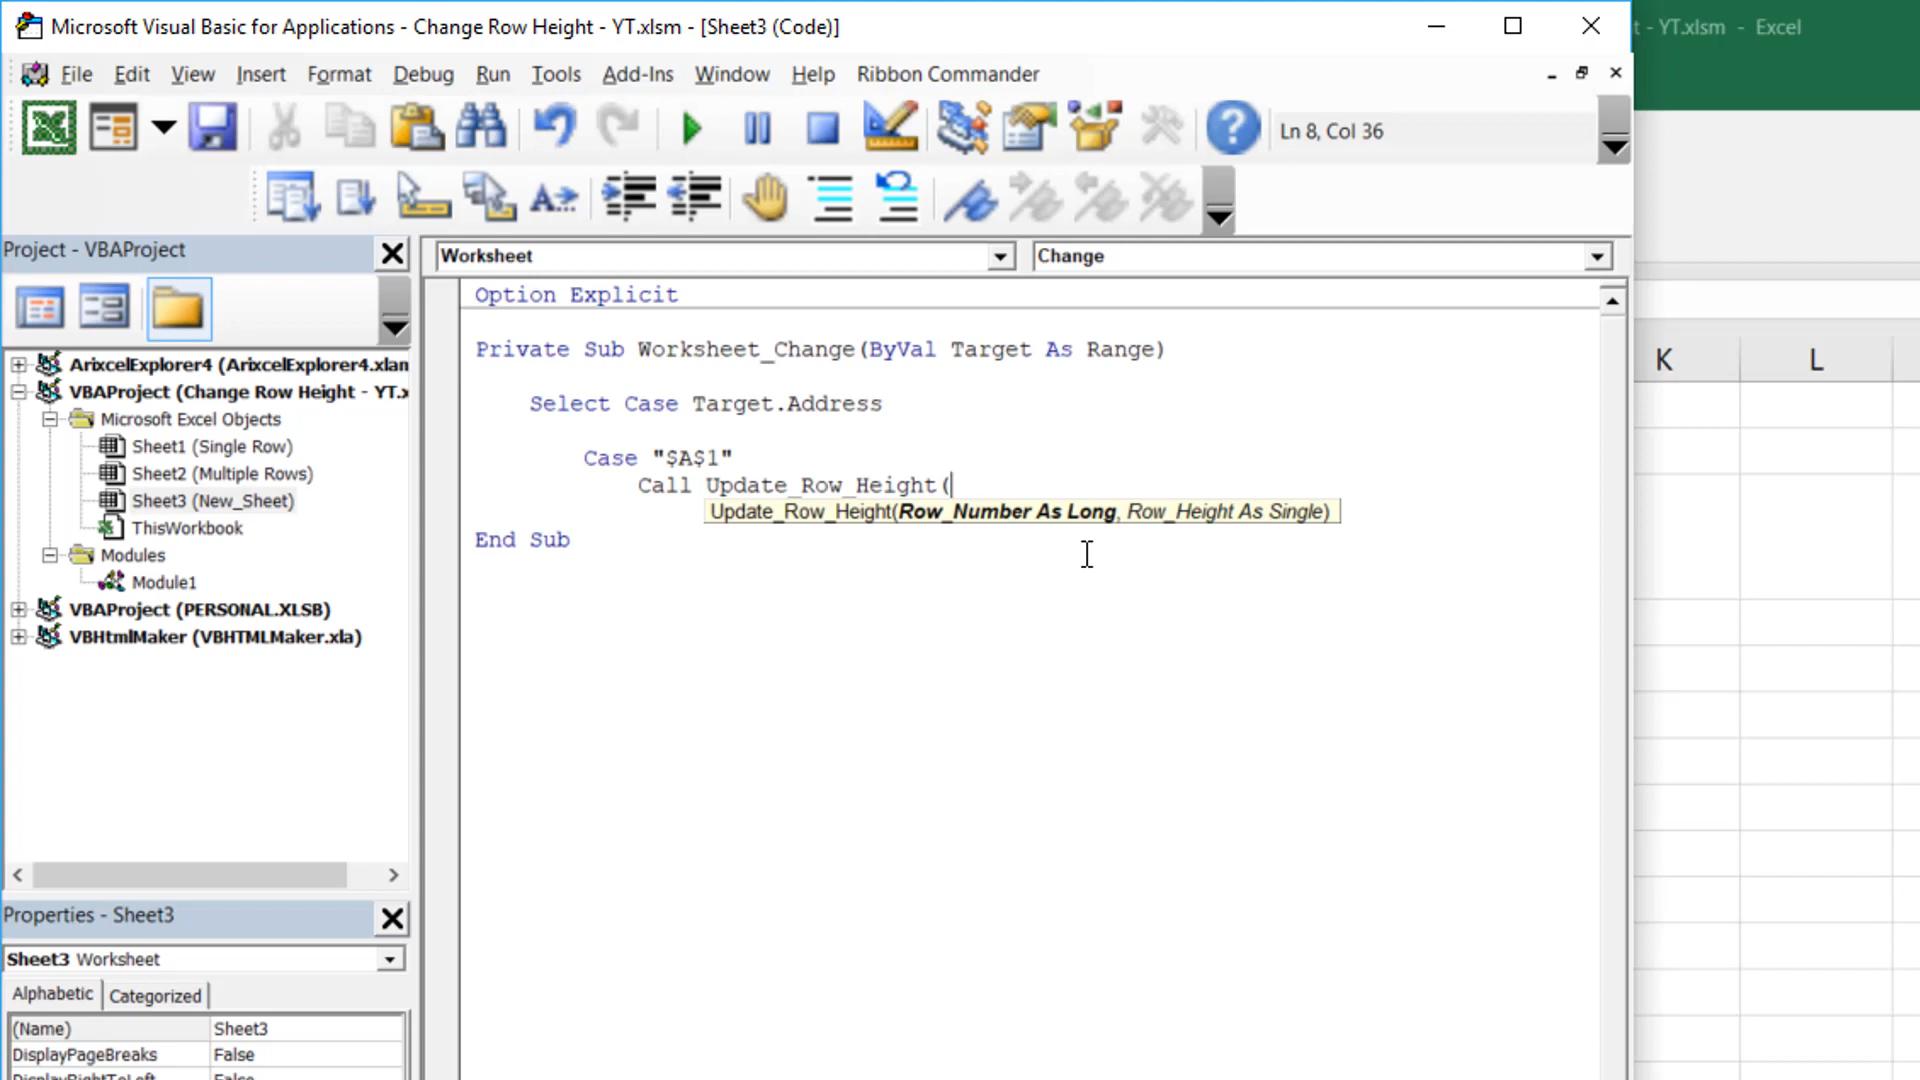 Microsoft Visual Basic for Applications - Change Row Height - YT.xlsm - [Sheet3 (Code)]
t - YT.xlsm - Excel
File Edit View Insert Format Debug Run Tools Add-Ins Window Help Ribbon Commander
Ln 8, Col 36
Project - VBAProject
Worksheet
Change
Option Explicit
Private Sub Worksheet_Change(ByVal Target As Range)
Select Case Target.Address
Case "$A$1"
Call Update_Row_Height(
Update_Row_Height(Row_Number As Long, Row_Height As Single)
End Sub
K L
ArixcelExplorer4 (ArixcelExplorer4.xlam
VBAProject (Change Row Height - YT.x
Microsoft Excel Objects
Sheet1 (Single Row)
Sheet2 (Multiple Rows)
Sheet3 (New_Sheet)
ThisWorkbook
Modules
Module1
VBAProject (PERSONAL.XLSB)
VBHtmlMaker (VBHTMLMaker.xla)
Properties - Sheet3
Sheet3 Worksheet
Alphabetic Categorized
(Name) Sheet3
DisplayPageBreaks False
DisplayRightToLeft False